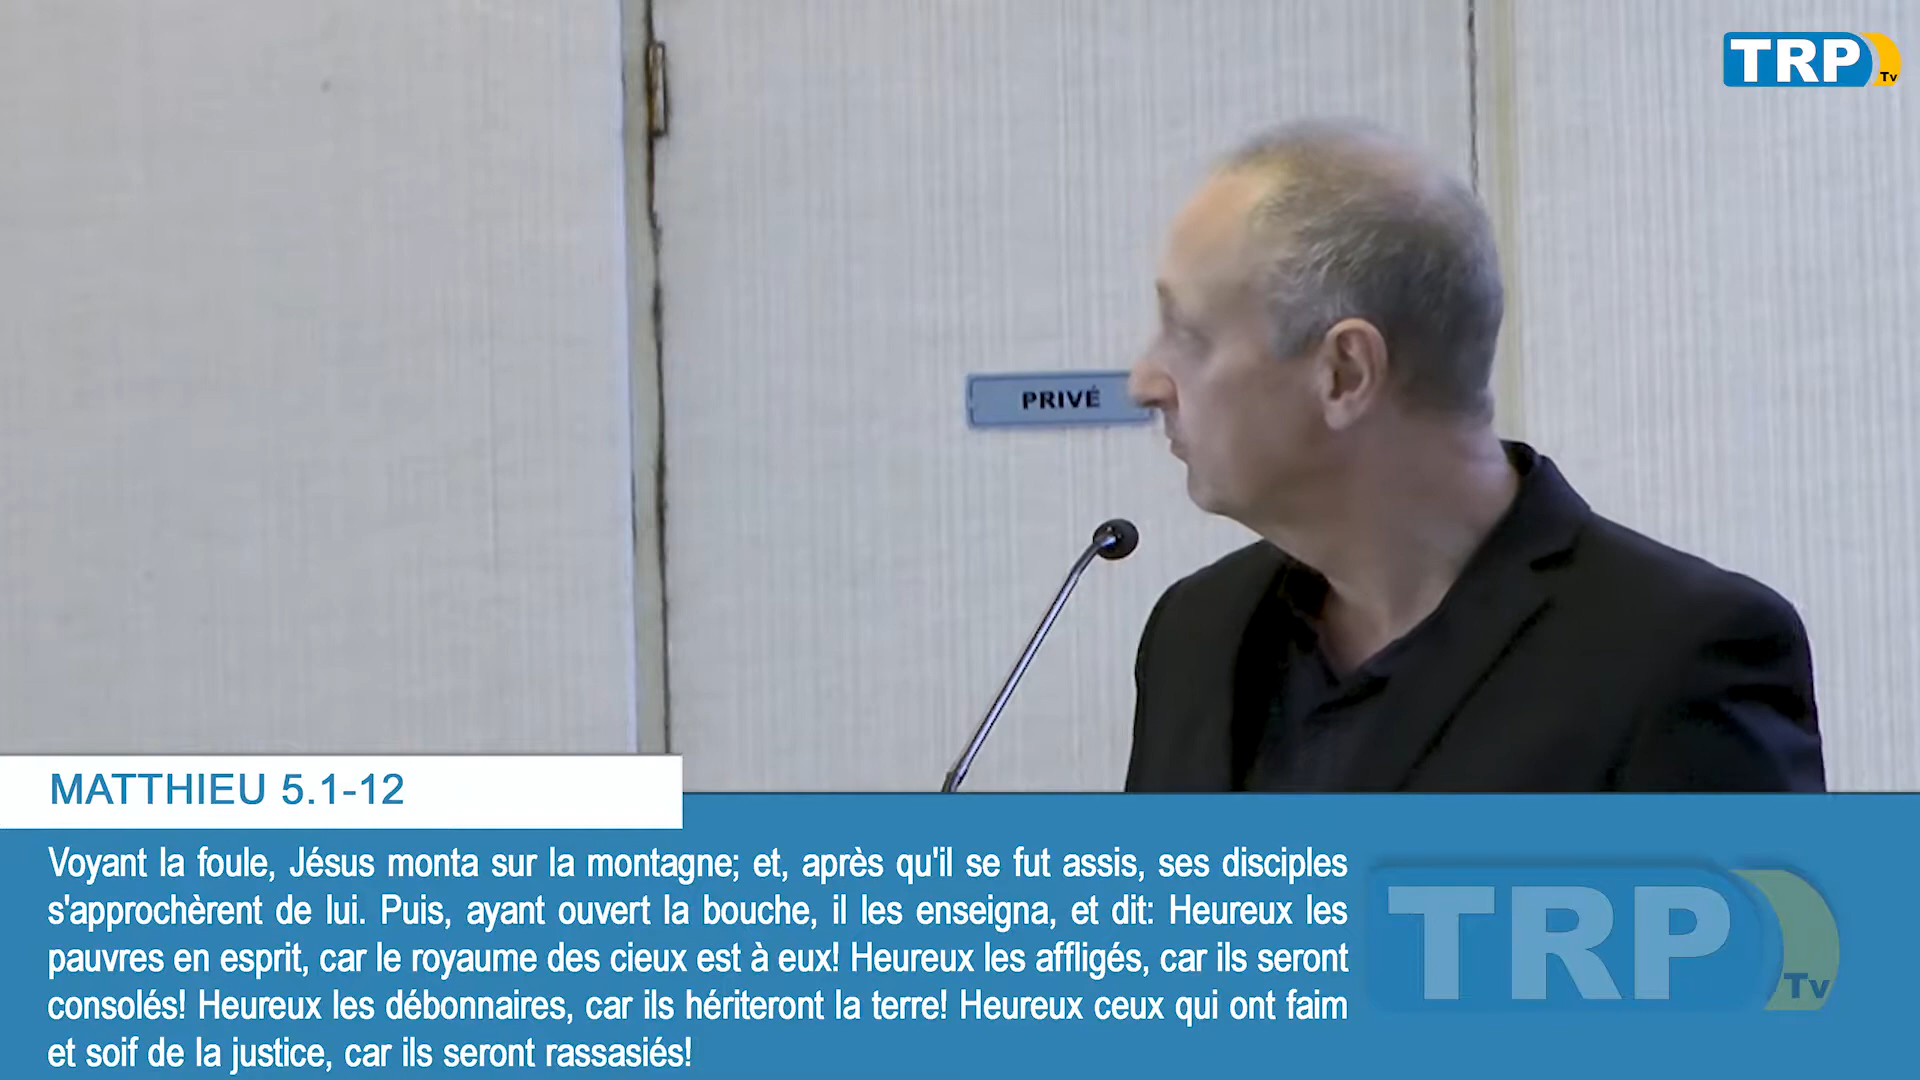 TRP Tv
PRIVÉ
MATTHIEU 5.1-12
Voyant la foule, Jésus monta sur la montagne; et, après qu'il se fut assis, ses disciples
s'approchèrent de lui. Puis, ayant ouvert la bouche, il les enseigna, et dit: Heureux les
pauvres en esprit, car le royaume des cieux est à eux! Heureux les affligés, car ils seront
consolés! Heureux les débonnaires, car ils hériteront la terre! Heureux ceux qui ont faim
et soif de la justice, car ils seront rassasiés!
TRP Tv